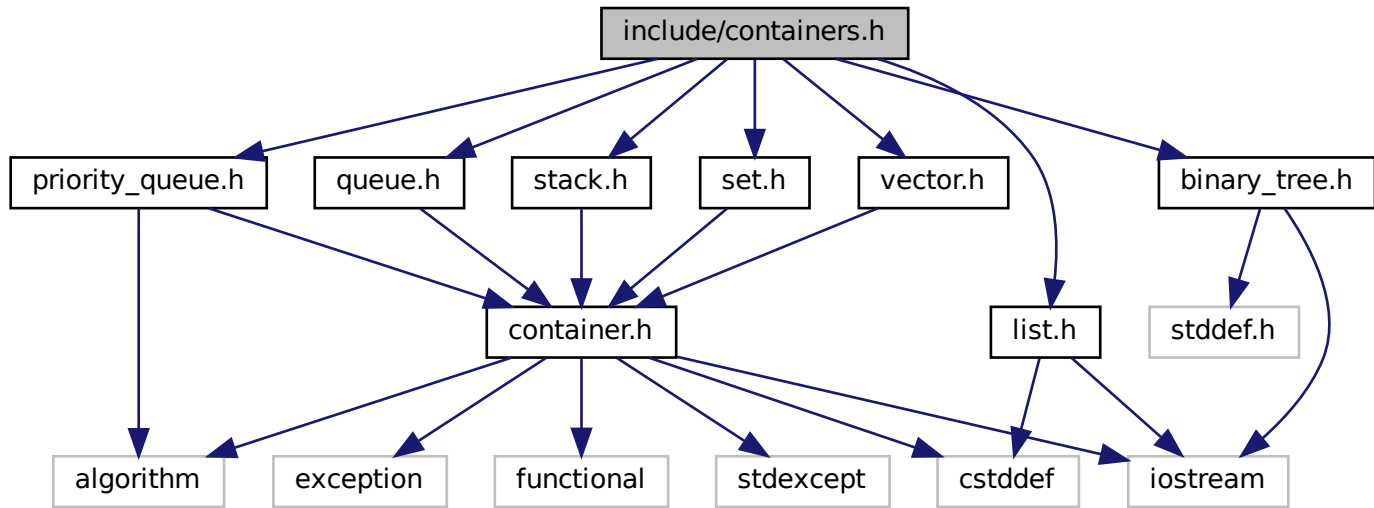 include/containers.h
priority_queue.h
queue.h
stack.h
set.h
vector.h
binary_tree.h
container.h
list.h
stddef.h
algorithm
exception
functional
stdexcept
cstddef
iostream